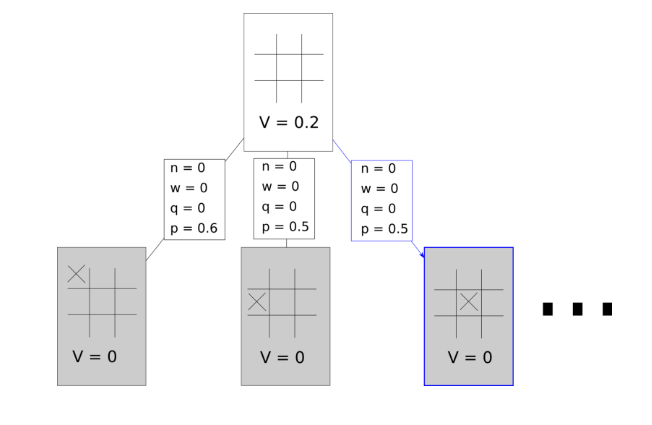 V = 0.2
n = 0
w = 0
q = 0
p = 0.6
n = 0
w = 0
q = 0
p = 0.5
n = 0
w = 0
q = 0
p = 0.5
V = 0
V = 0
V = 0